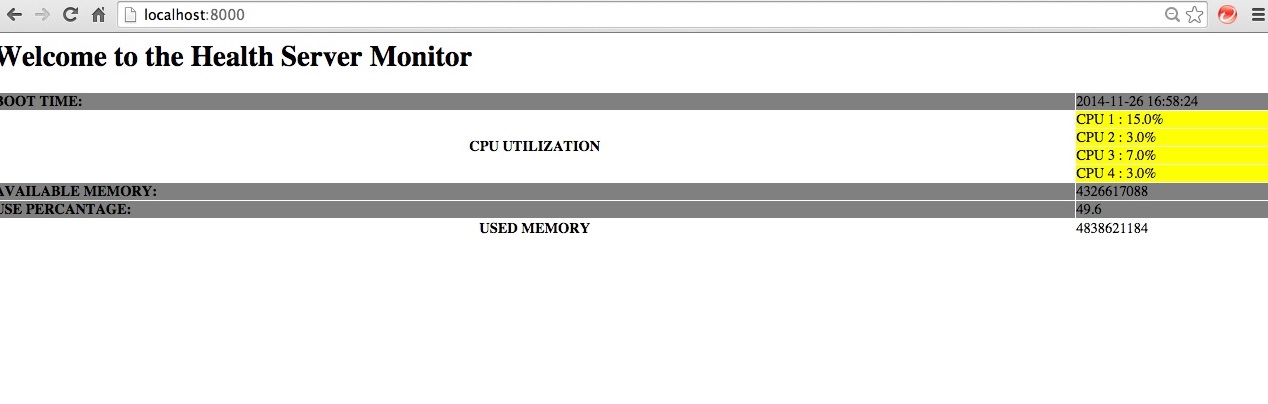 localhost:8000
Welcome to the Health Server Monitor
BOOT TIME: 2014-11-26 16:58:24
CPU UTILIZATION
CPU 1 : 15.0%
CPU 2 : 3.0%
CPU 3 : 7.0%
CPU 4 : 3.0%
AVAILABLE MEMORY: 4326617088
USE PERCANTAGE: 49.6
USED MEMORY 4838621184